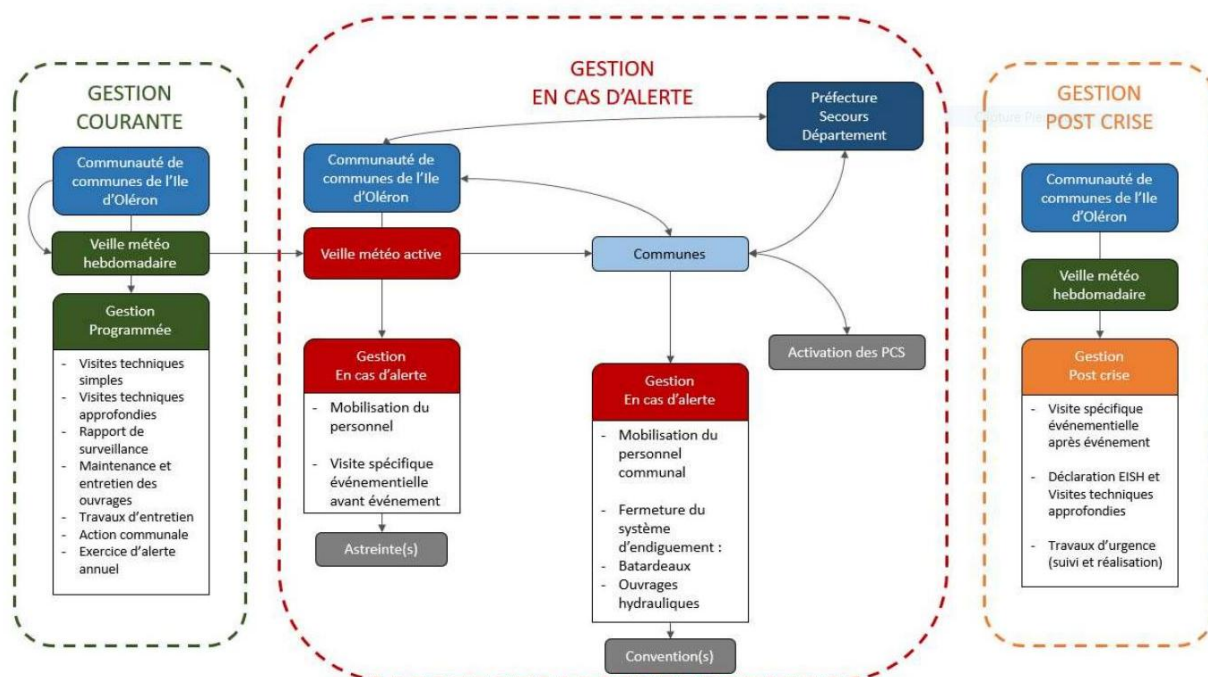 GESTION
COURANTE
Communauté de
communes de l'Ile
d'Oléron
Veille météo
hebdomadaire
Gestion
Programmée
- Visites techniques
simples
- Visites techniques
approfondies
- Rapport de
surveillance
- Maintenance et
entretien des
ouvrages
- Travaux d'entretien
- Action communale
- Exercice d'alerte
annuel
GESTION
EN CAS D'ALERTE
Préfecture
Secours
Département
Communauté de
communes de l'Ile
d'Oléron
Veille météo active
Communes
Activation des PCS
Gestion
En cas d'alerte
- Mobilisation du
personnel
- Visite spécifique
événementielle
avant événement
Astreinte(s)
Gestion
En cas d'alerte
- Mobilisation du
personnel communal
- Fermeture du
système
d'endiguement :
- Batardeaux
- Ouvrages
hydrauliques
Convention(s)
GESTION
POST CRISE
Communauté de
communes de l'Ile
d'Oléron
Veille météo
hebdomadaire
Gestion
Post crise
- Visite spécifique
événementielle
après événement
- Déclaration EISH et
Visites techniques
approfondies
- Travaux d'urgence
(suivi et réalisation)